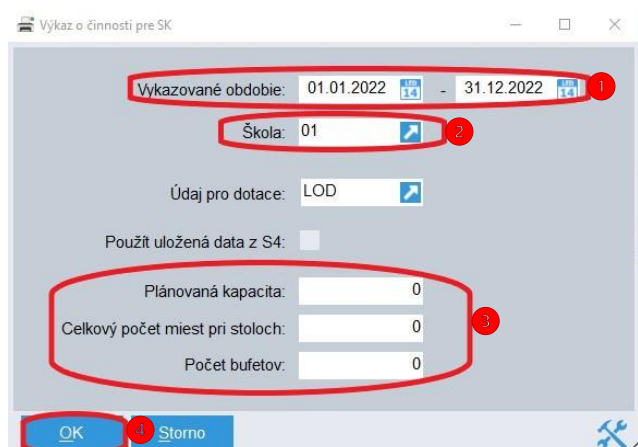 Výkaz o činnosti pre SK
Vykazované obdobie: 01.01.2022 - 31.12.2022 1
Škola: 01 2
Údaj pro dotace: LOD
Použít uložená data z S4:
Plánovaná kapacita: 0
Celkový počet miest pri stoloch: 0 3
Počet bufetov: 0
OK 4 Storno